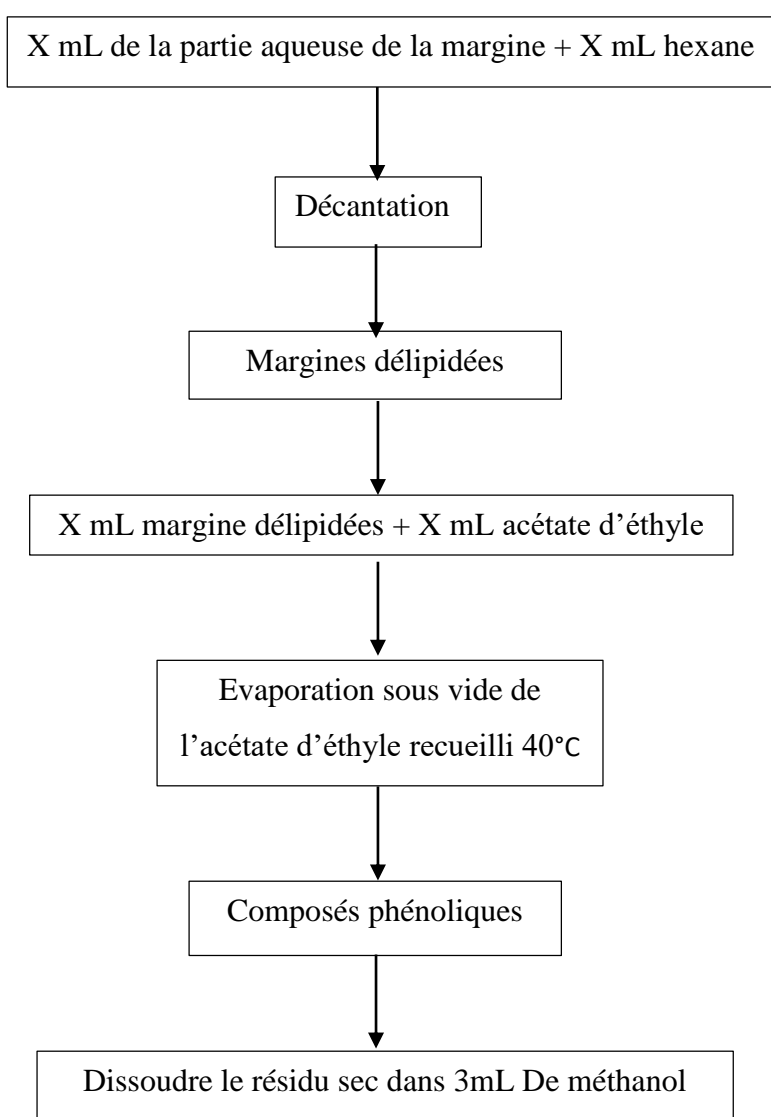 X mL de la partie aqueuse de la margine + X mL hexane
Décantation
Margines délipidées
X mL margine délipidées + X mL acétate d’éthyle
Evaporation sous vide de
l’acétate d’éthyle recueilli 40°C
Composés phénoliques
Dissoudre le résidu sec dans 3mL De méthanol